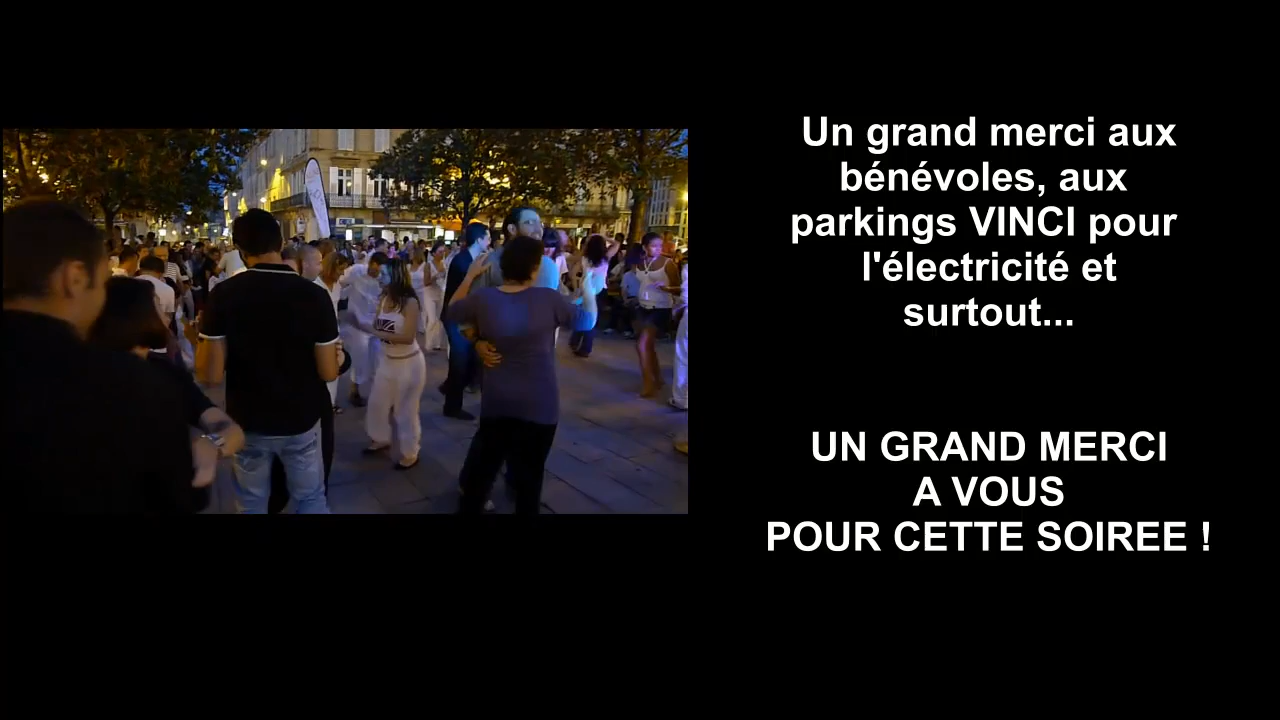 Un grand merci aux
bénévoles, aux
parkings VINCI pour
l'électricité et
surtout...
UN GRAND MERCI
A VOUS
POUR CETTE SOIREE !